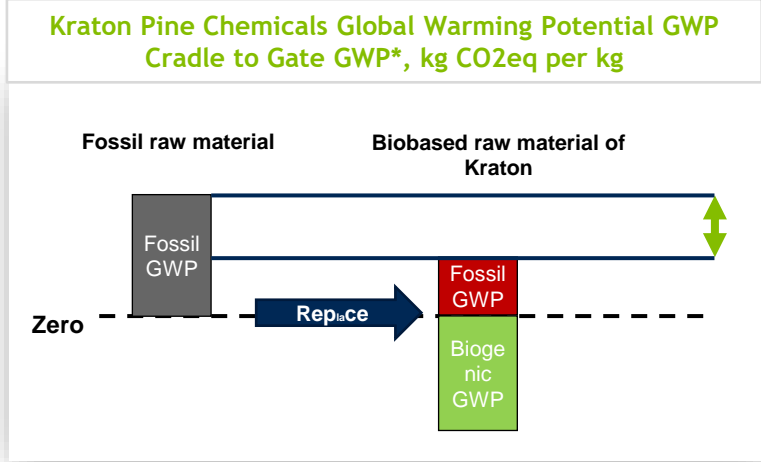 Kraton Pine Chemicals Global Warming Potential GWP
Cradle to Gate GWP*, kg CO2eq per kg
Fossil raw material
Biobased raw material of
Kraton
Fossil
GWP
Fossil
GWP
Replace
Zero
Bioge
nic
GWP